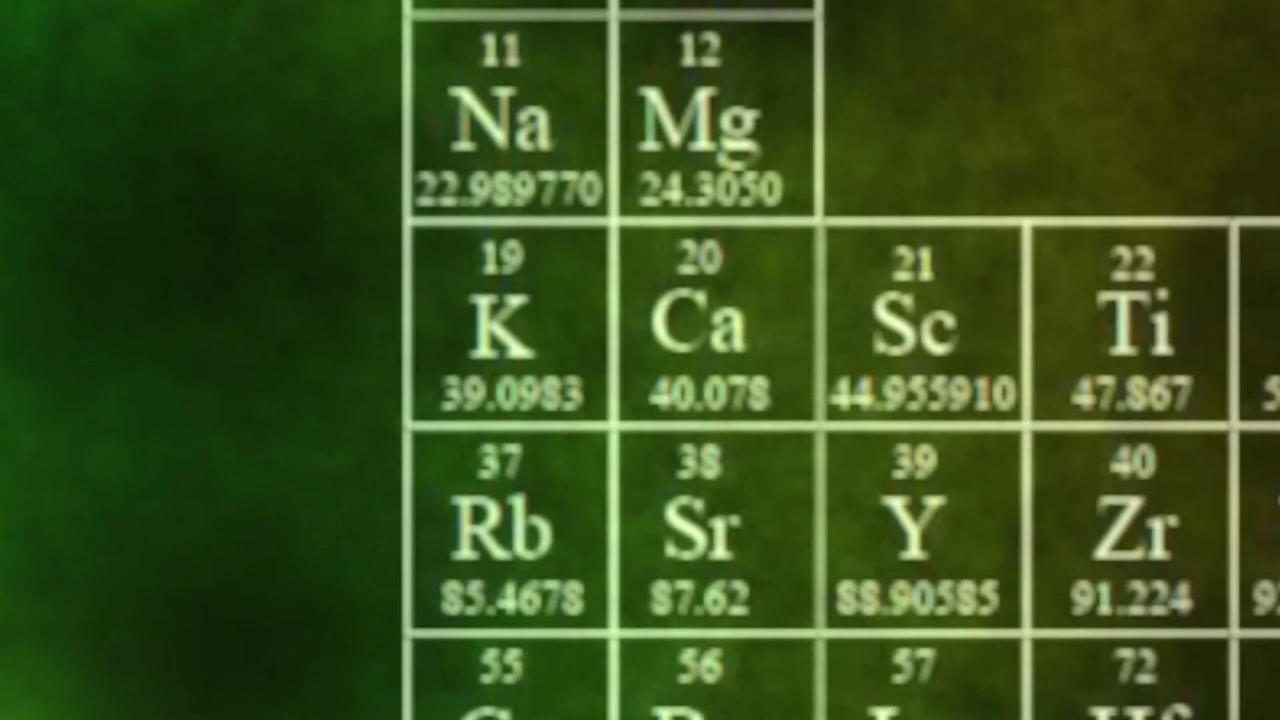 11 12
Na Mg
22.989770 24.3050
19 20 21 22
K Ca Sc Ti
39.0983 40.078 44.955910 47.867
37 38 39 40
Rb Sr Y Zr
85.4678 87.62 88.90585 91.224
55 56 57 72